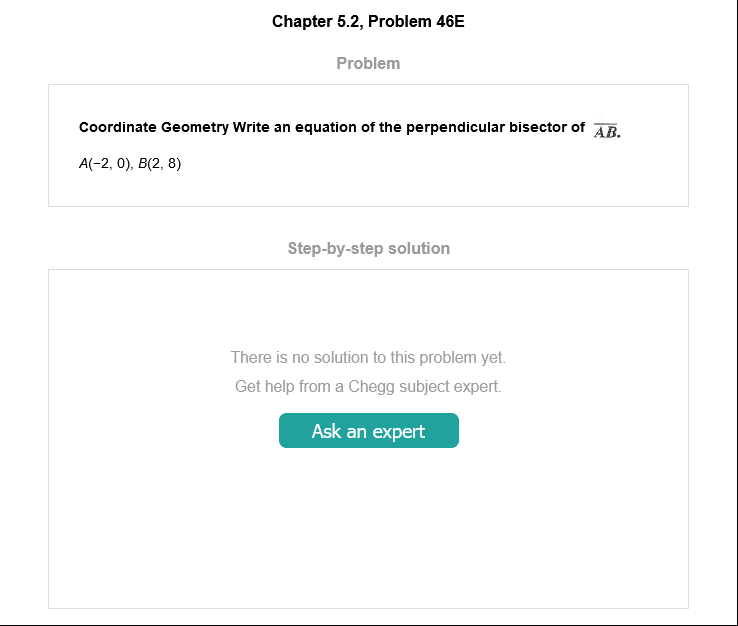 Chapter 5.2, Problem 46E
Problem
Coordinate Geometry Write an equation of the perpendicular bisector of A̅B̅.
A(−2, 0), B(2, 8)
Step-by-step solution
There is no solution to this problem yet.
Get help from a Chegg subject expert.
Ask an expert